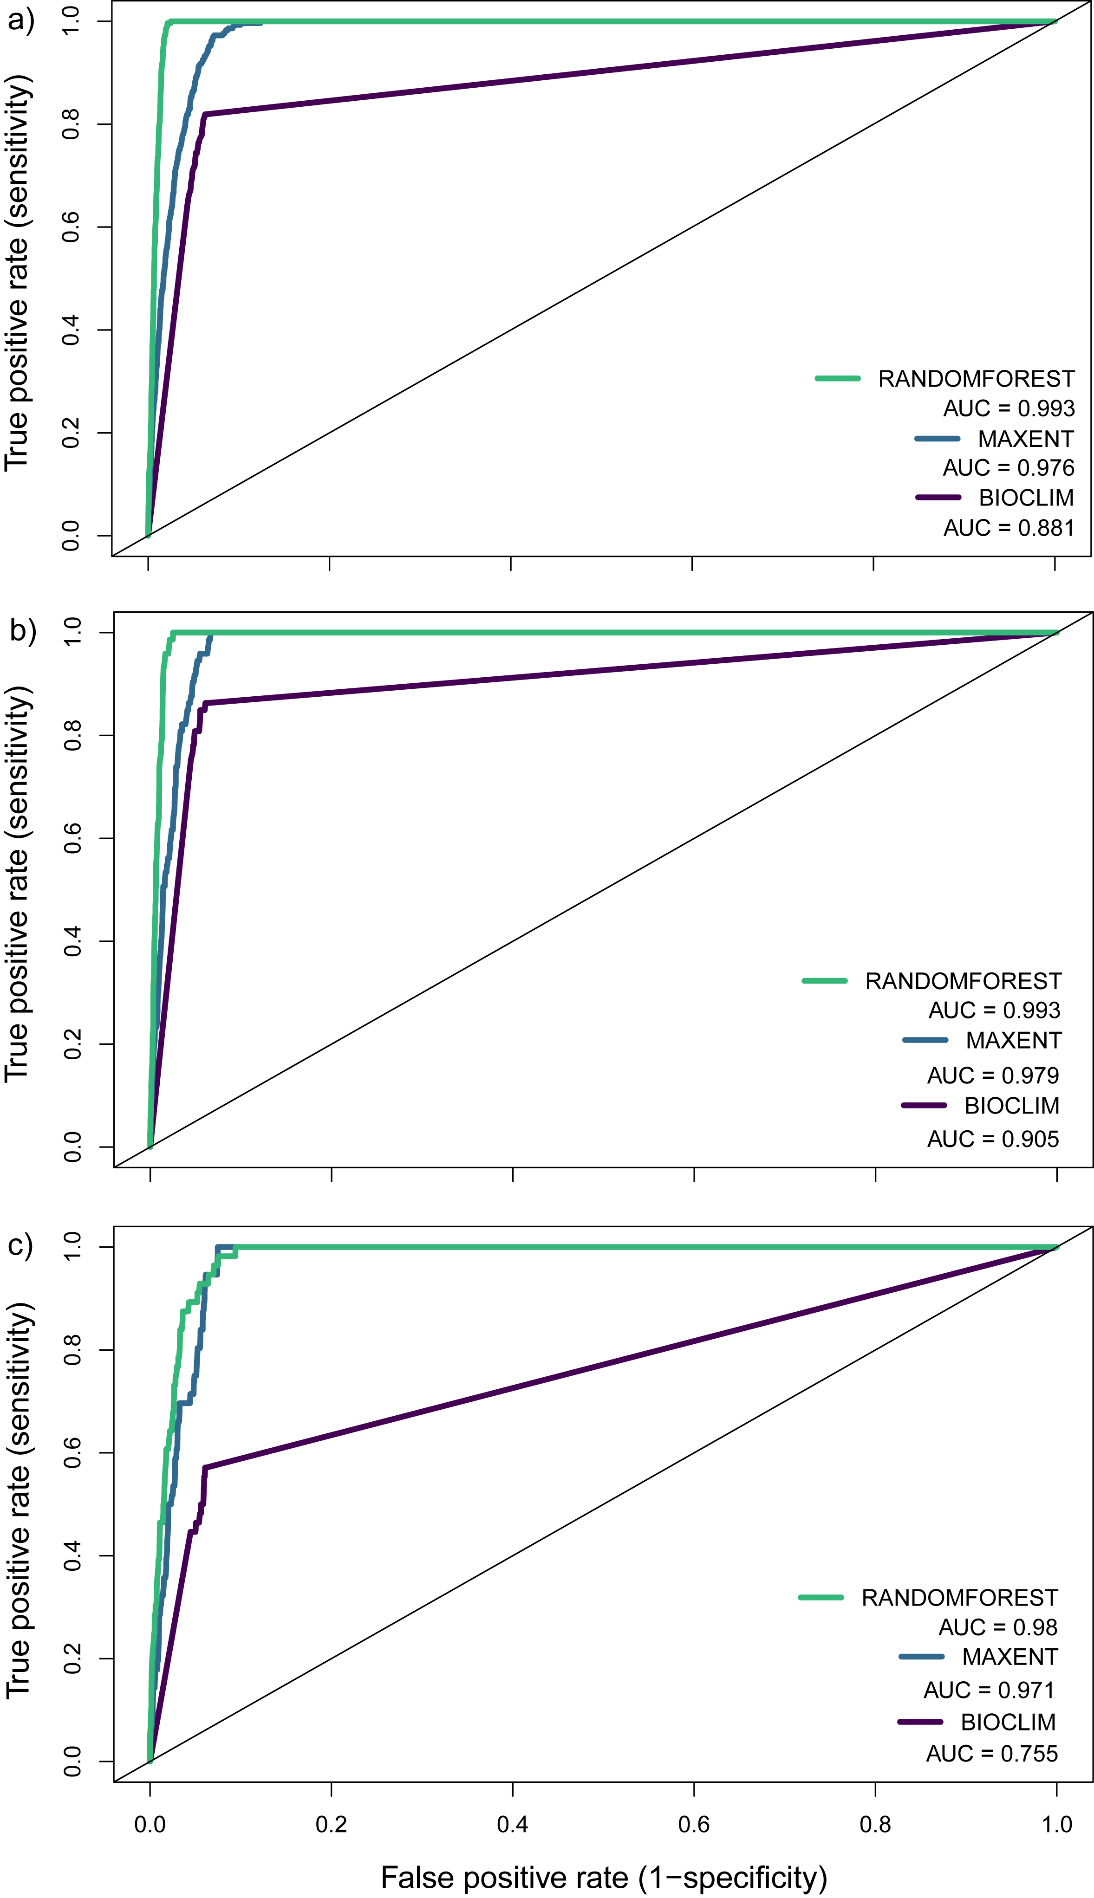 a)
True positive rate (sensitivity)
1.0
0.8
0.6
0.4
0.2
0.0
RANDOMFOREST
AUC = 0.993
MAXENT
AUC = 0.976
BIOCLIM
AUC = 0.881
b)
True positive rate (sensitivity)
1.0
0.8
0.6
0.4
0.2
0.0
RANDOMFOREST
AUC = 0.993
MAXENT
AUC = 0.979
BIOCLIM
AUC = 0.905
c)
True positive rate (sensitivity)
1.0
0.8
0.6
0.4
0.2
0.0
RANDOMFOREST
AUC = 0.98
MAXENT
AUC = 0.971
BIOCLIM
AUC = 0.755
0.0 0.2 0.4 0.6 0.8 1.0
False positive rate (1−specificity)